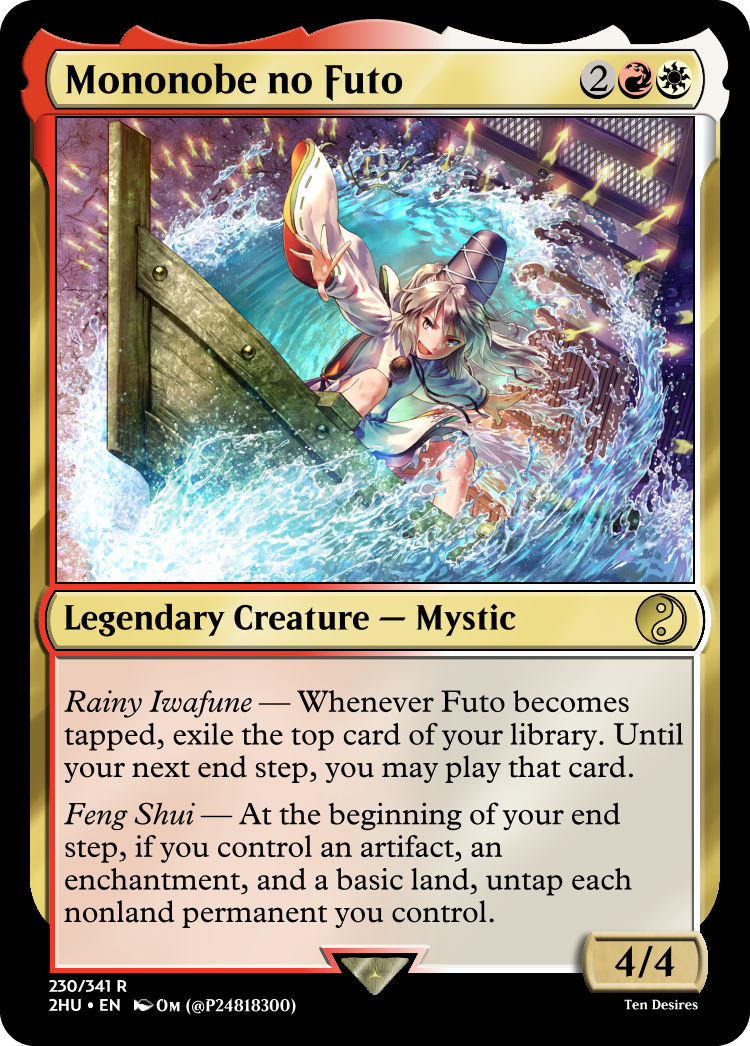 Mononobe no Futo 2
Legendary Creature — Mystic
Rainy Iwafune — Whenever Futo becomes
tapped, exile the top card of your library. Until
your next end step, you may play that card.
Feng Shui — At the beginning of your end
step, if you control an artifact, an
enchantment, and a basic land, untap each
nonland permanent you control.
4/4
230/341 R
2HU • EN Om (@P24818300)
Ten Desires